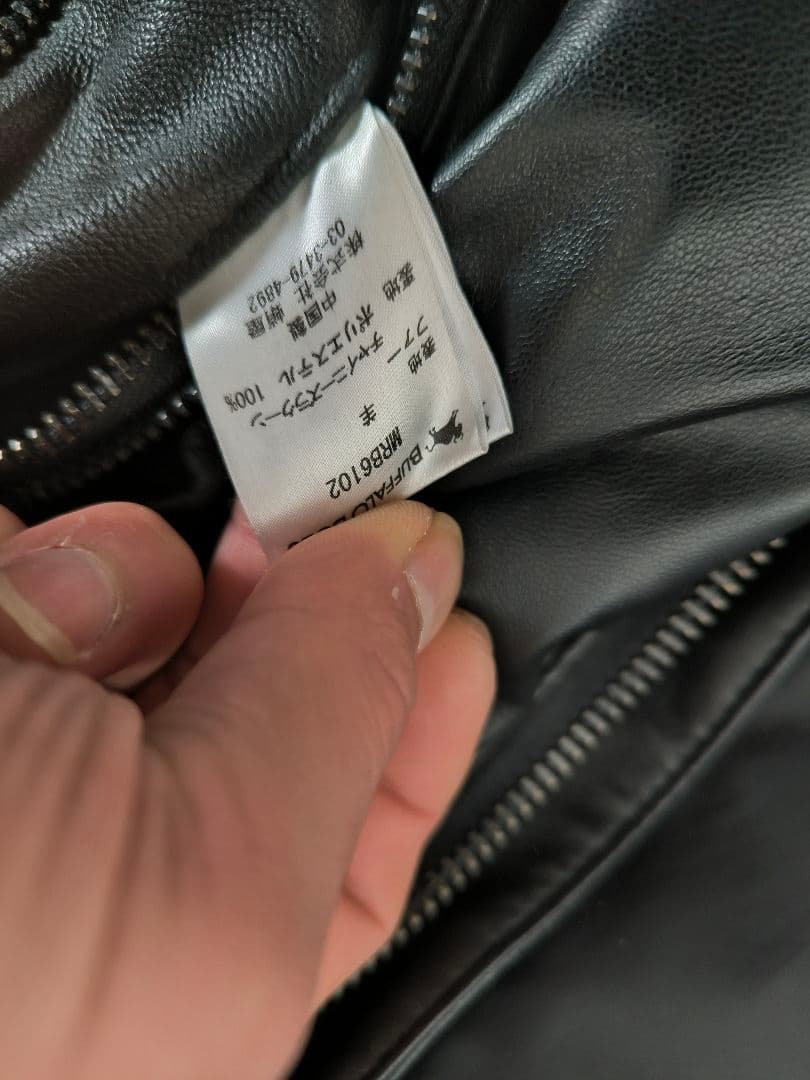 BUFFALO
MRB6102
表地 羊
ファー チャイニーズラクーン
裏地 ポリエステル 100%
中国製
株式会社
03-3479-4892